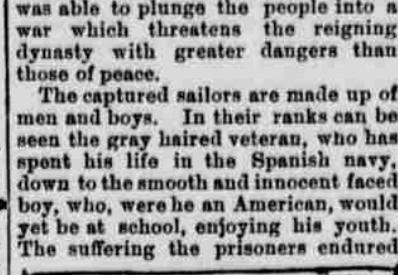 was able to plunge the people into a
war which threatens the reigning
dynasty with greater dangers than
those of peace.
The captured sailors are made up of
men and boys. In their ranks can be
seen the gray haired veteran, who has
spent his life in the Spanish navy,
down to the smooth and innocent faced
boy, who, were he an American, would
yet be at school, enjoying his youth.
The suffering the prisoners endured